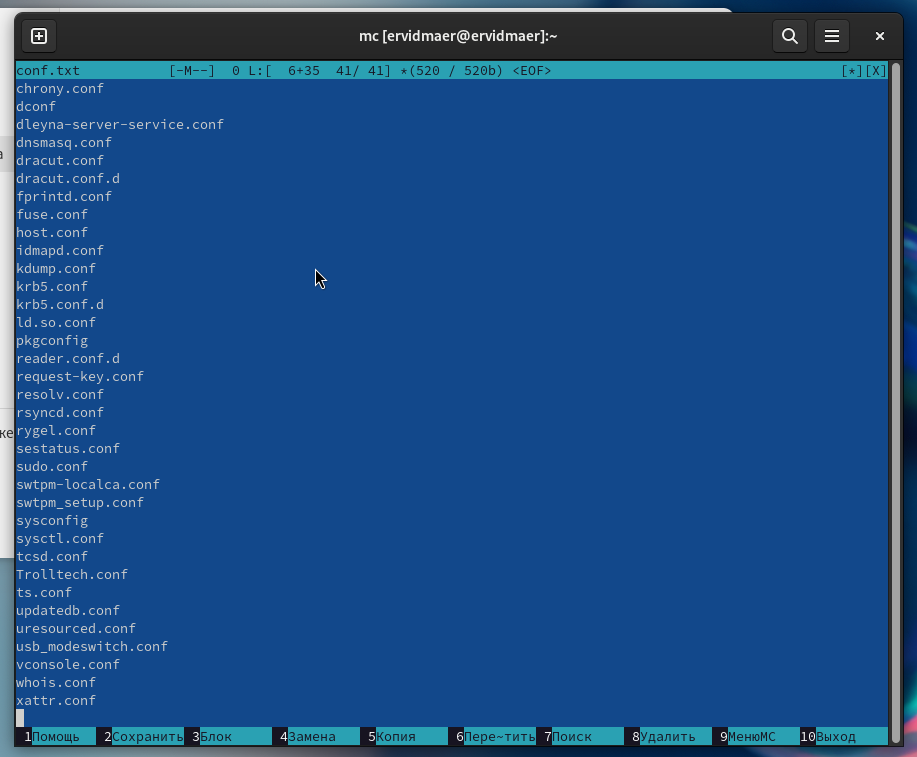 mc [ervidmaer@ervidmaer]:~
conf.txt [-M--] 0 L:[ 6+35 41/ 41] *(520 / 520b) <EOF> [*][X]
chrony.conf
dconf
dleyna-server-service.conf
dnsmasq.conf
dracut.conf
dracut.conf.d
fprintd.conf
fuse.conf
host.conf
idmapd.conf
kdump.conf
krb5.conf
krb5.conf.d
ld.so.conf
pkgconfig
reader.conf.d
request-key.conf
resolv.conf
rsyncd.conf
rygel.conf
sestatus.conf
sudo.conf
swtpm-localca.conf
swtpm_setup.conf
sysconfig
sysctl.conf
tcsd.conf
Trolltech.conf
ts.conf
updatedb.conf
uresourced.conf
usb_modeswitch.conf
vconsole.conf
whois.conf
xattr.conf
1Помощь 2Сохранить 3Блок 4Замена 5Копия 6Пере~тить 7Поиск 8Удалить 9МенюMC 10Выход